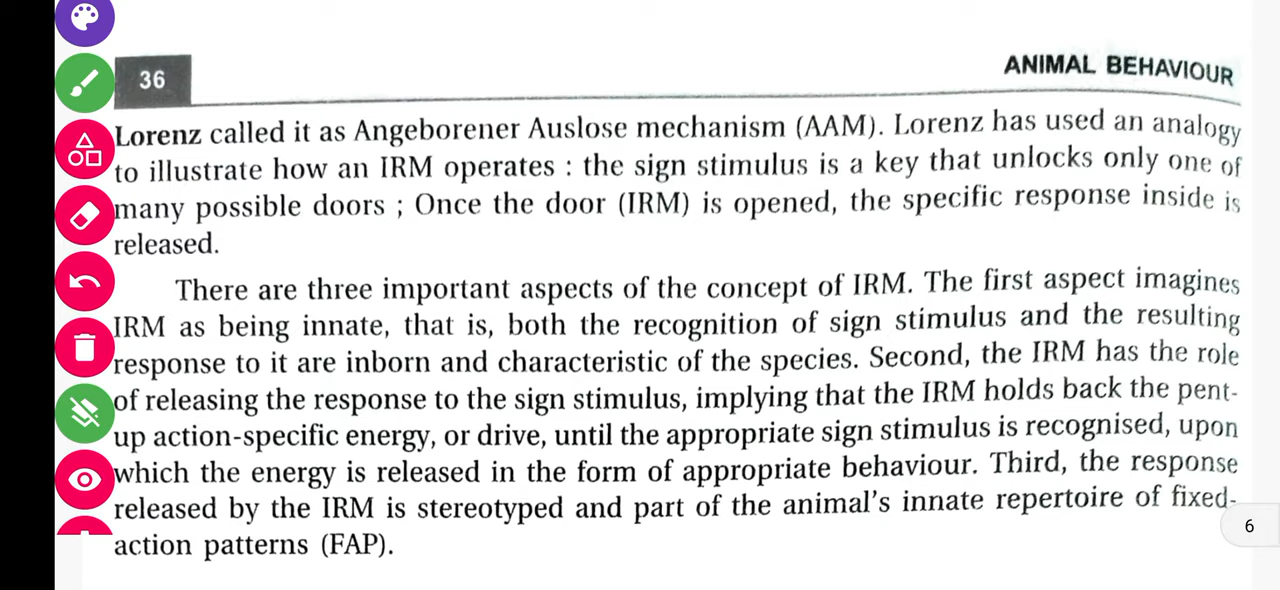 36
ANIMAL BEHAVIOUR
Lorenz called it as Angeborener Auslose mechanism (AAM). Lorenz has used an analogy
to illustrate how an IRM operates : the sign stimulus is a key that unlocks only one of
many possible doors ; Once the door (IRM) is opened, the specific response inside is
released.
There are three important aspects of the concept of IRM. The first aspect imagines
IRM as being innate, that is, both the recognition of sign stimulus and the resulting
response to it are inborn and characteristic of the species. Second, the IRM has the role
of releasing the response to the sign stimulus, implying that the IRM holds back the pent-
up action-specific energy, or drive, until the appropriate sign stimulus is recognised, upon
which the energy is released in the form of appropriate behaviour. Third, the response
released by the IRM is stereotyped and part of the animal's innate repertoire of fixed-
action patterns (FAP).
6